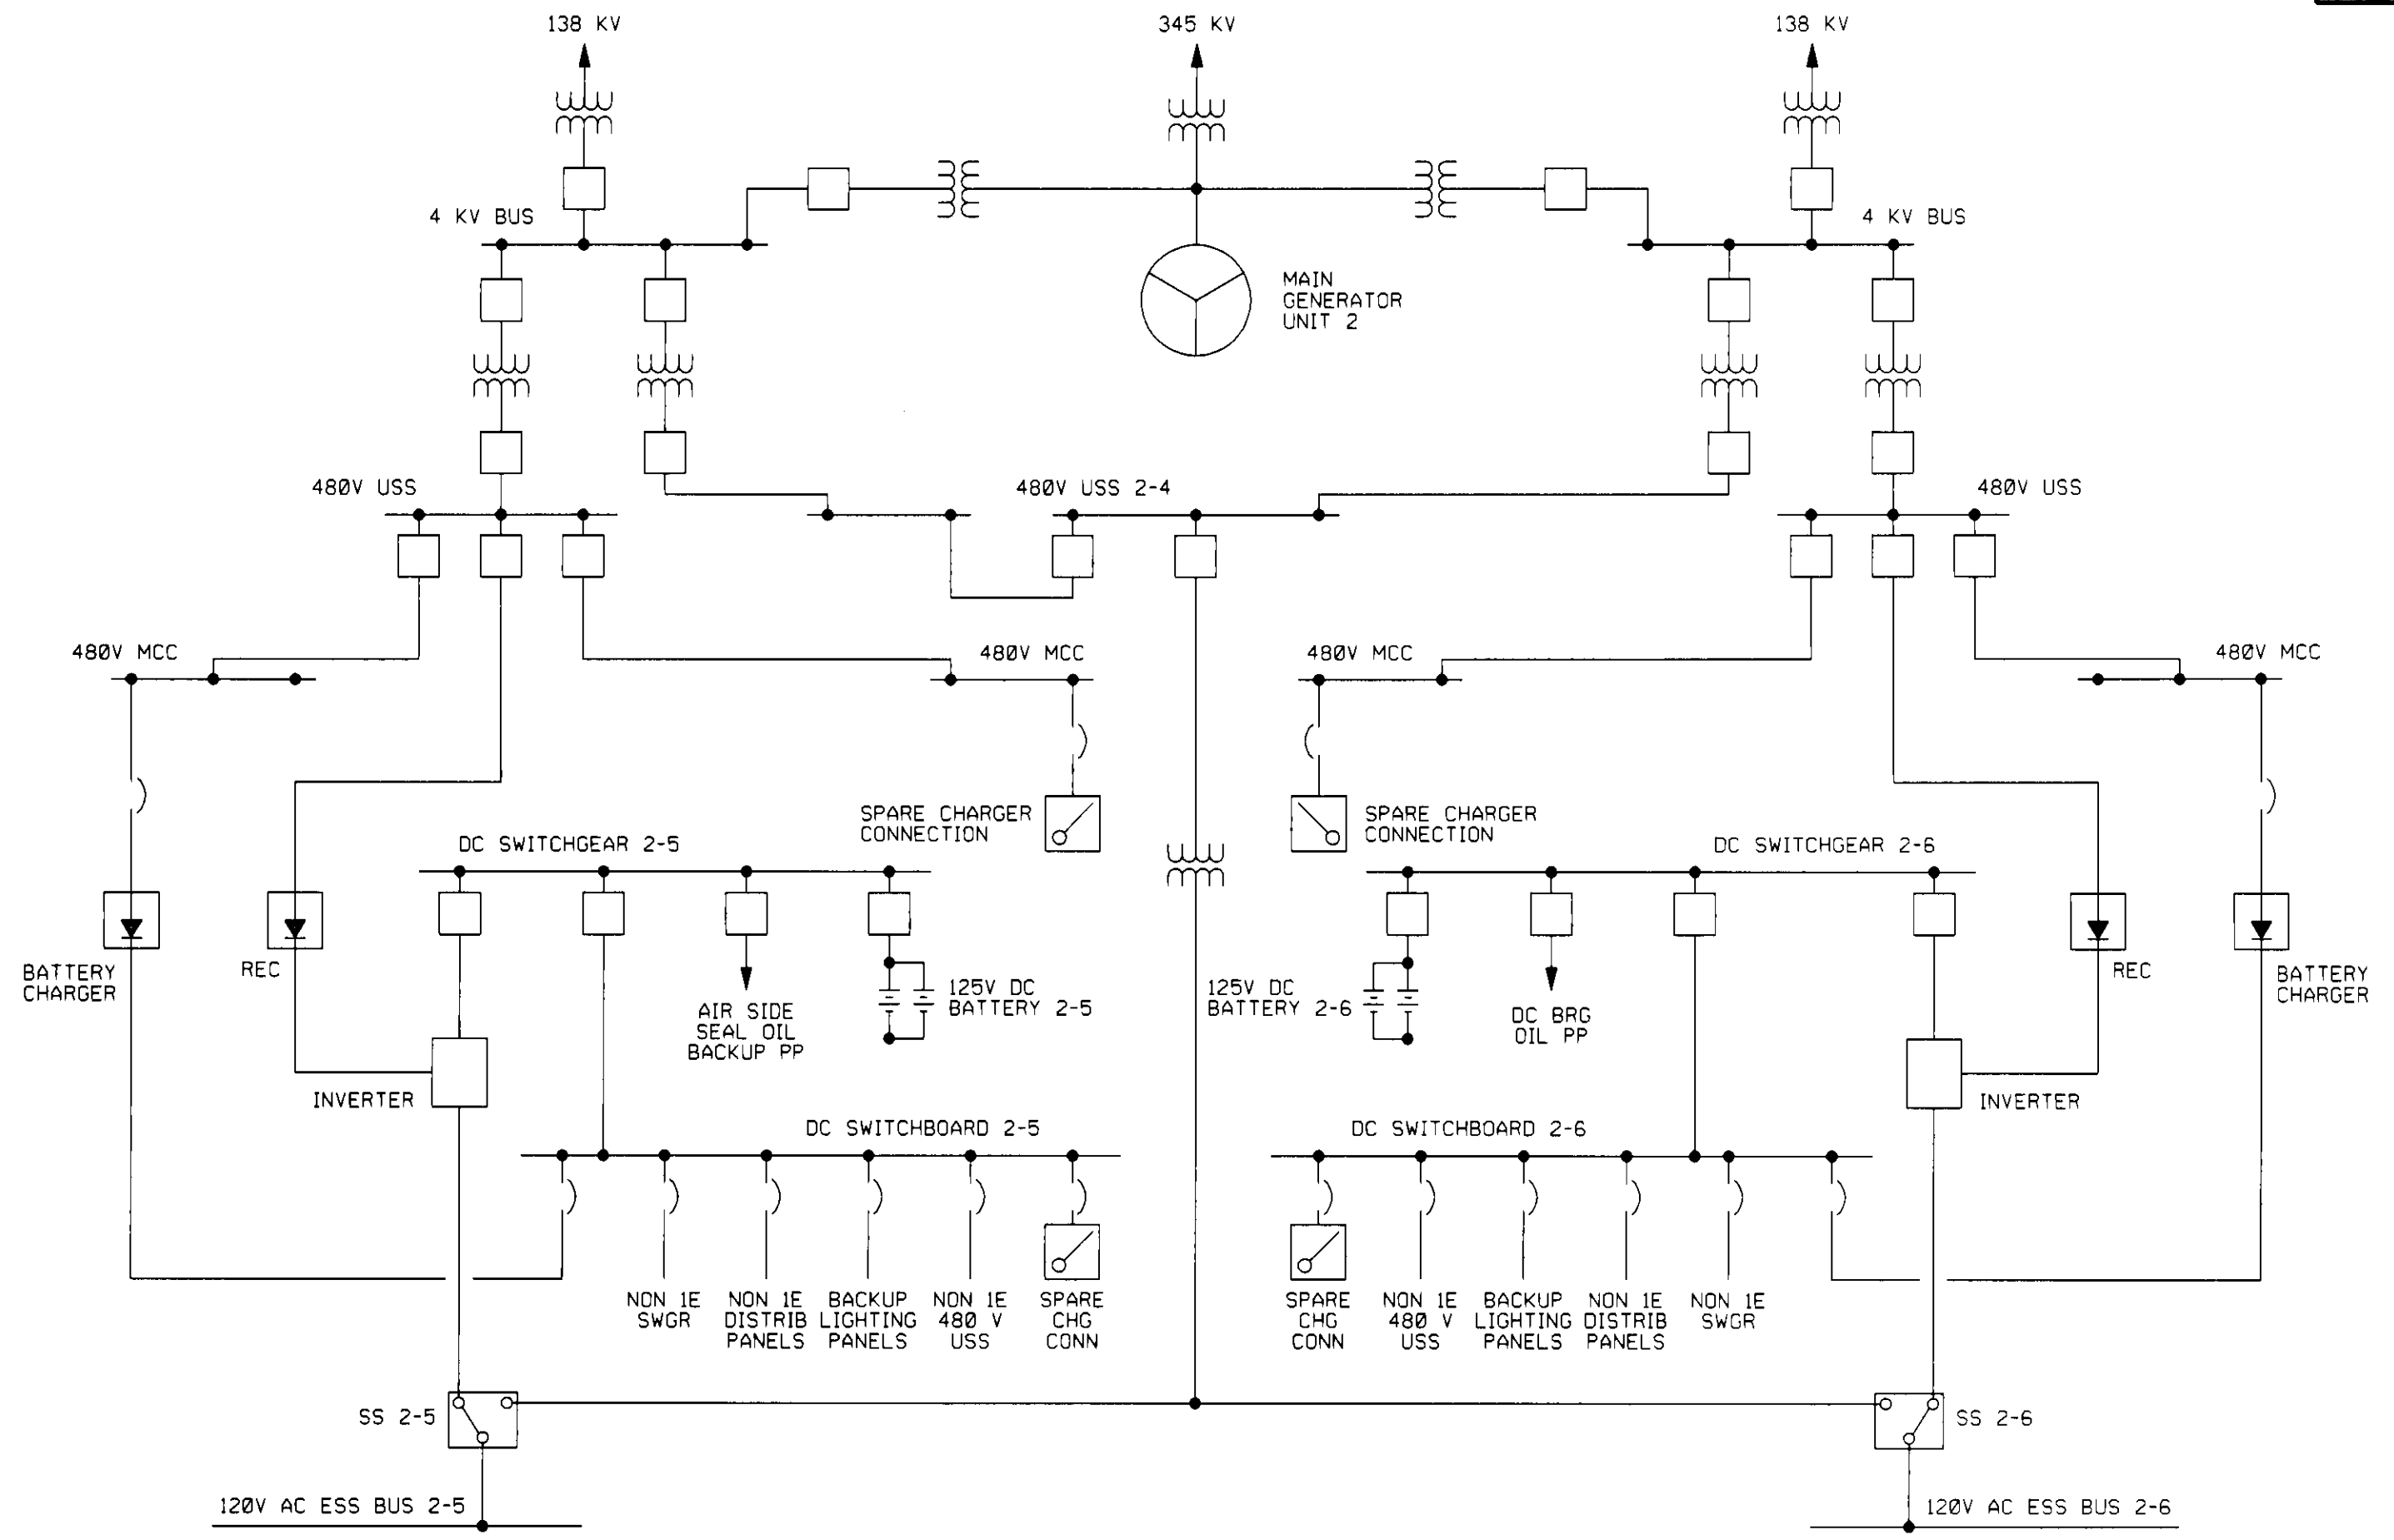 138 KV
345 KV
138 KV
4 KV BUS
4 KV BUS
MAIN
GENERATOR
UNIT 2
480V USS
480V USS 2-4
480V USS
480V MCC
480V MCC
480V MCC
480V MCC
SPARE CHARGER
CONNECTION
SPARE CHARGER
CONNECTION
DC SWITCHGEAR 2-5
DC SWITCHGEAR 2-6
BATTERY
CHARGER
REC
AIR SIDE
SEAL OIL
BACKUP PP
125V DC
BATTERY 2-5
125V DC
BATTERY 2-6
DC BRG
OIL PP
REC
BATTERY
CHARGER
INVERTER
INVERTER
DC SWITCHBOARD 2-5
DC SWITCHBOARD 2-6
NON 1E
SWGR
NON 1E
DISTRIB
PANELS
BACKUP
LIGHTING
PANELS
NON 1E
480 V
USS
SPARE
CHG
CONN
SPARE
CHG
CONN
NON 1E
480 V
USS
BACKUP
LIGHTING
PANELS
NON 1E
DISTRIB
PANELS
NON 1E
SWGR
SS 2-5
SS 2-6
120V AC ESS BUS 2-5
120V AC ESS BUS 2-6